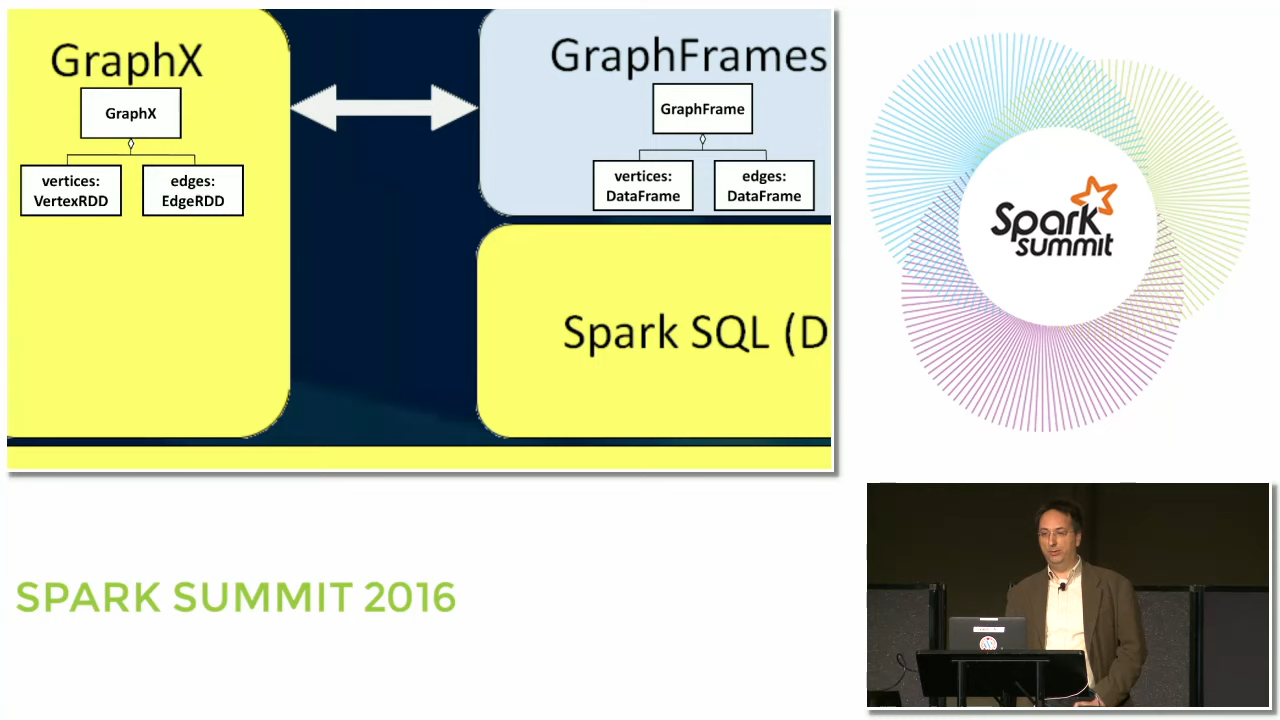 GraphX
GraphX
vertices:
VertexRDD
edges:
EdgeRDD
GraphFrames
GraphFrame
vertices:
DataFrame
edges:
DataFrame
Spark SQL (D
Spark
summit
SPARK SUMMIT 2016